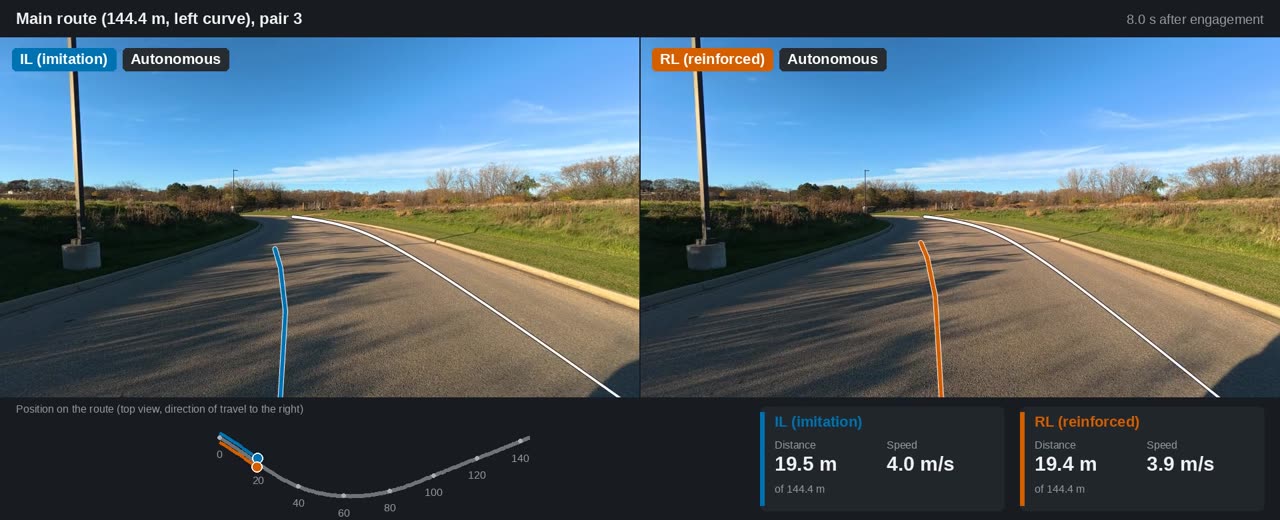 Main route (144.4 m, left curve), pair 3
8.0 s after engagement
IL (imitation) Autonomous
RL (reinforced) Autonomous
Position on the route (top view, direction of travel to the right)
0
20
40
60
80
100
120
140
IL (imitation)
Distance Speed
19.5 m 4.0 m/s
of 144.4 m
RL (reinforced)
Distance Speed
19.4 m 3.9 m/s
of 144.4 m